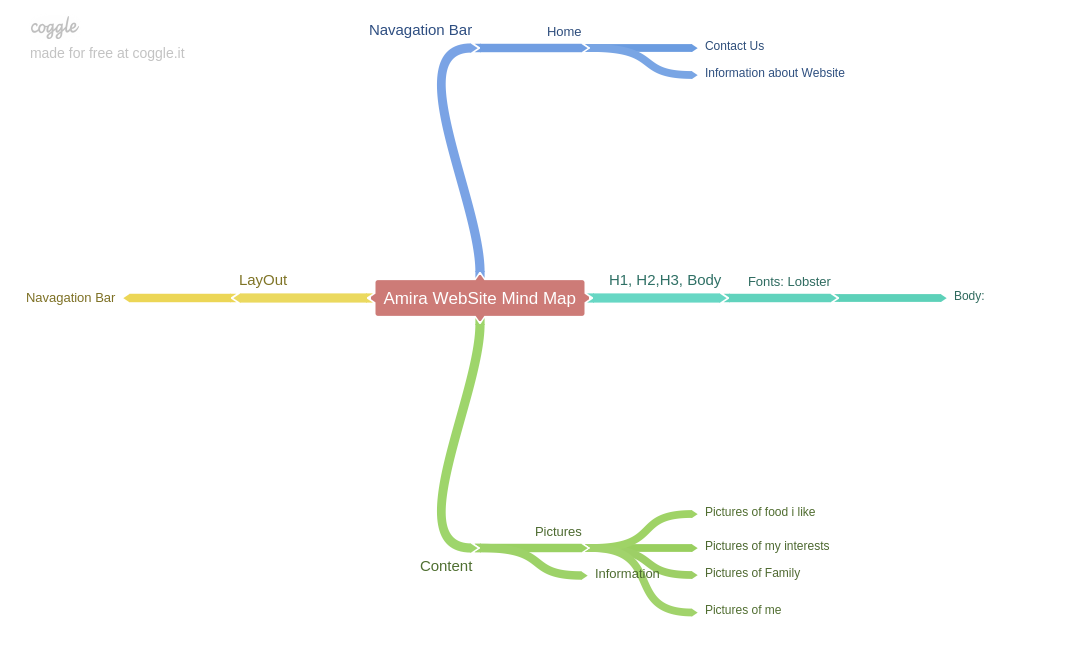 coggle
made for free at coggle.it
Navagation Bar
Home
Contact Us
Information about Website
LayOut
Navagation Bar
Amira WebSite Mind Map
H1, H2,H3, Body
Fonts: Lobster
Body:
Content
Pictures
Information
Pictures of food i like
Pictures of my interests
Pictures of Family
Pictures of me